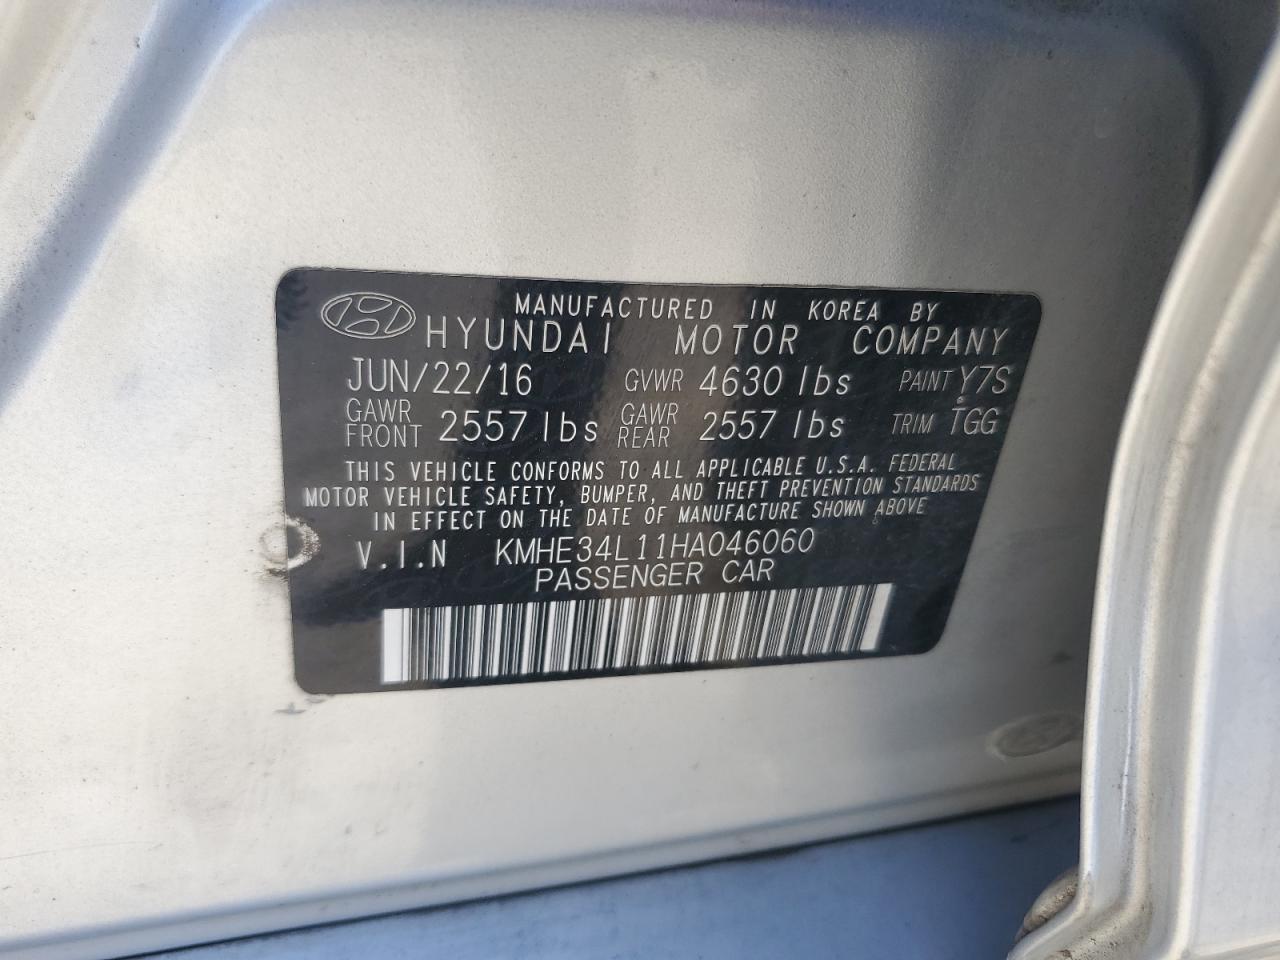 MANUFACTURED IN KOREA BY
HYUNDAI MOTOR COMPANY
JUN/22/16 GVWR 4630 lbs PAINT Y7S
GAWR FRONT 2557 lbs GAWR REAR 2557 lbs TRIM TGG
THIS VEHICLE CONFORMS TO ALL APPLICABLE U.S.A. FEDERAL
MOTOR VEHICLE SAFETY, BUMPER, AND THEFT PREVENTION STANDARDS
IN EFFECT ON THE DATE OF MANUFACTURE SHOWN ABOVE
V.I.N KMHE34L11HA046060
PASSENGER CAR